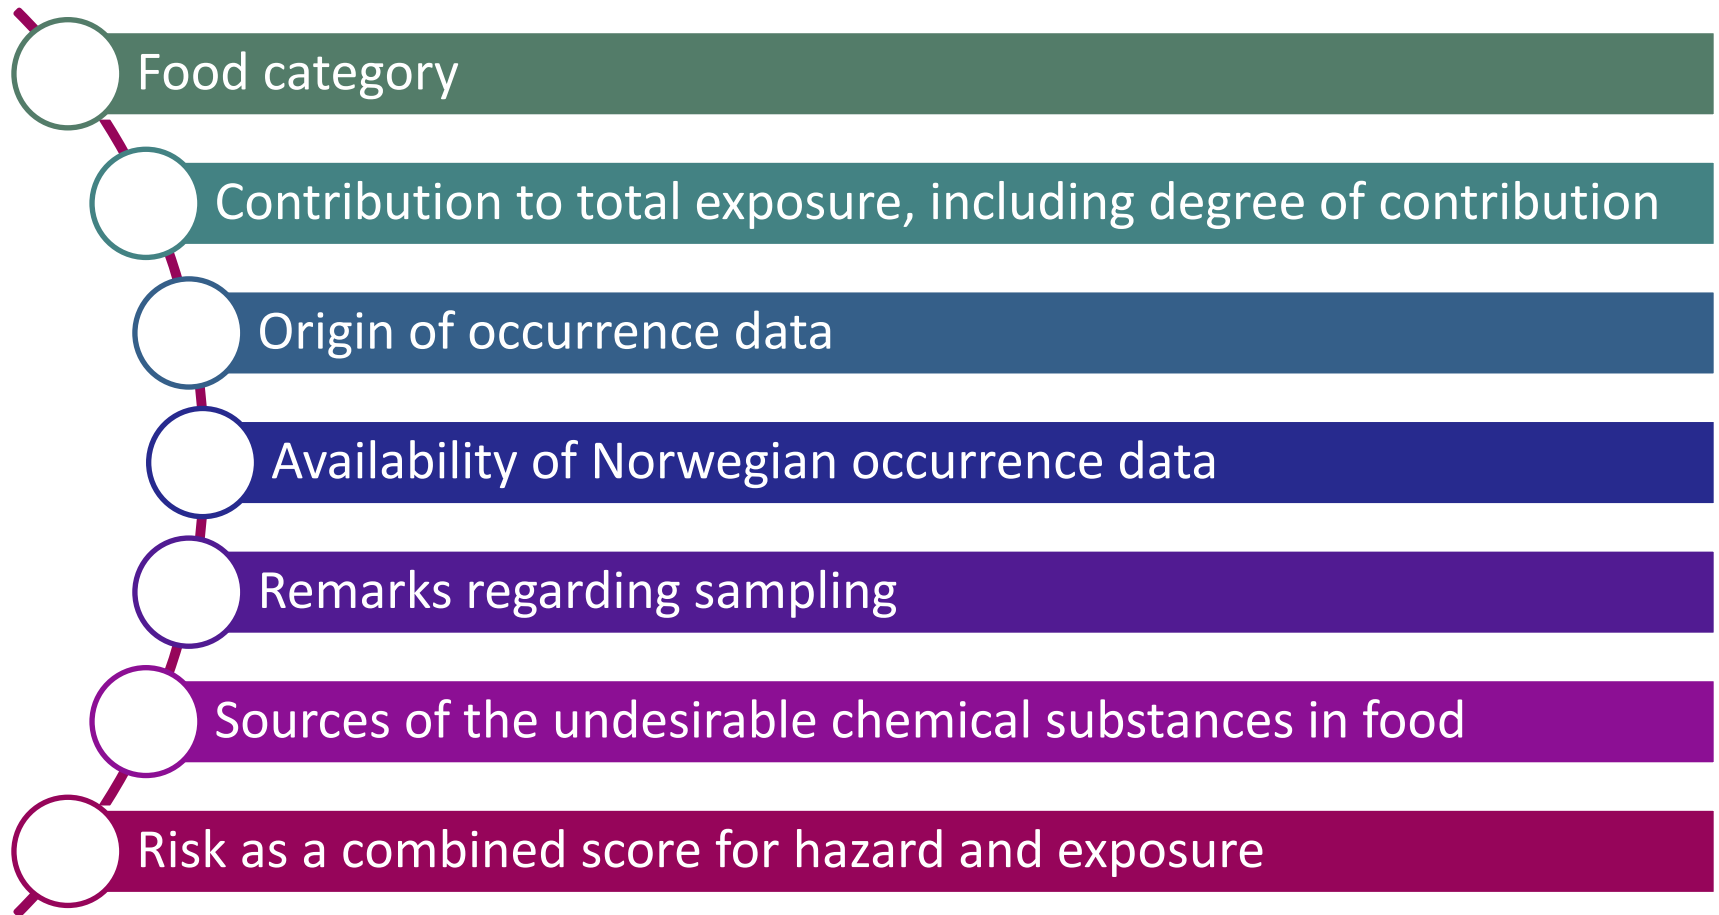 Food category
Contribution to total exposure, including degree of contribution
Origin of occurrence data
Availability of Norwegian occurrence data
Remarks regarding sampling
Sources of the undesirable chemical substances in food
Risk as a combined score for hazard and exposure